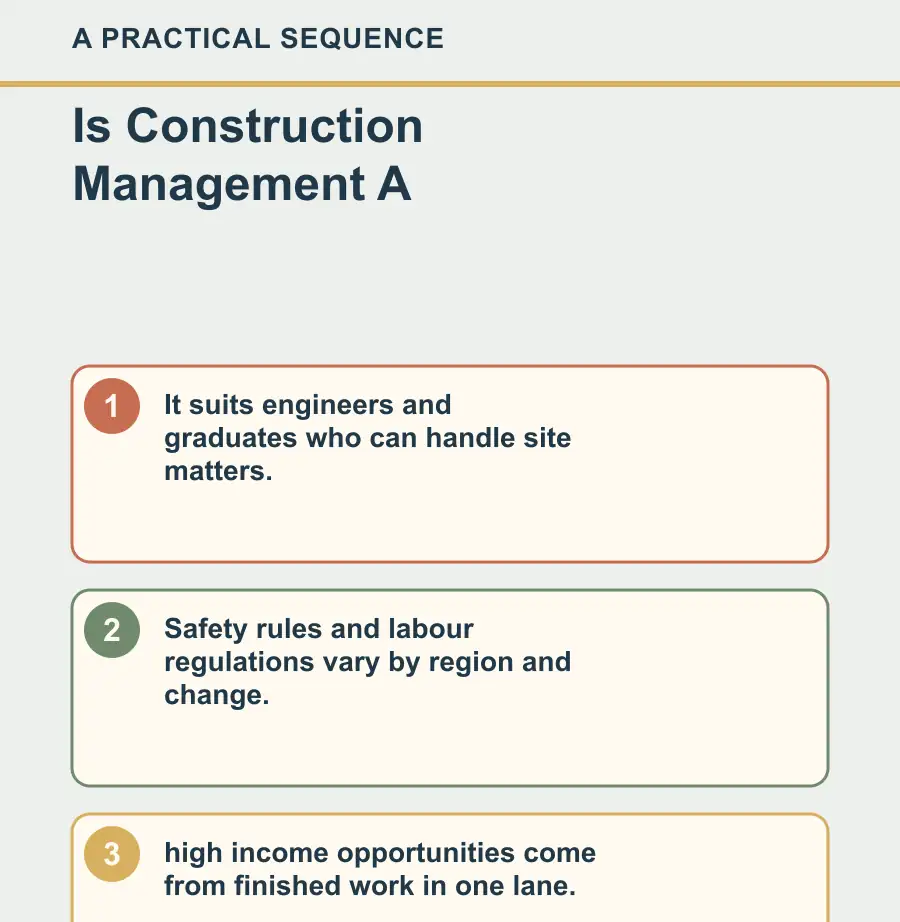 A PRACTICAL SEQUENCE
Is Construction
Management A
1
It suits engineers and
graduates who can handle site
matters.
2
Safety rules and labour
regulations vary by region and
change.
3
high income opportunities come
from finished work in one lane.